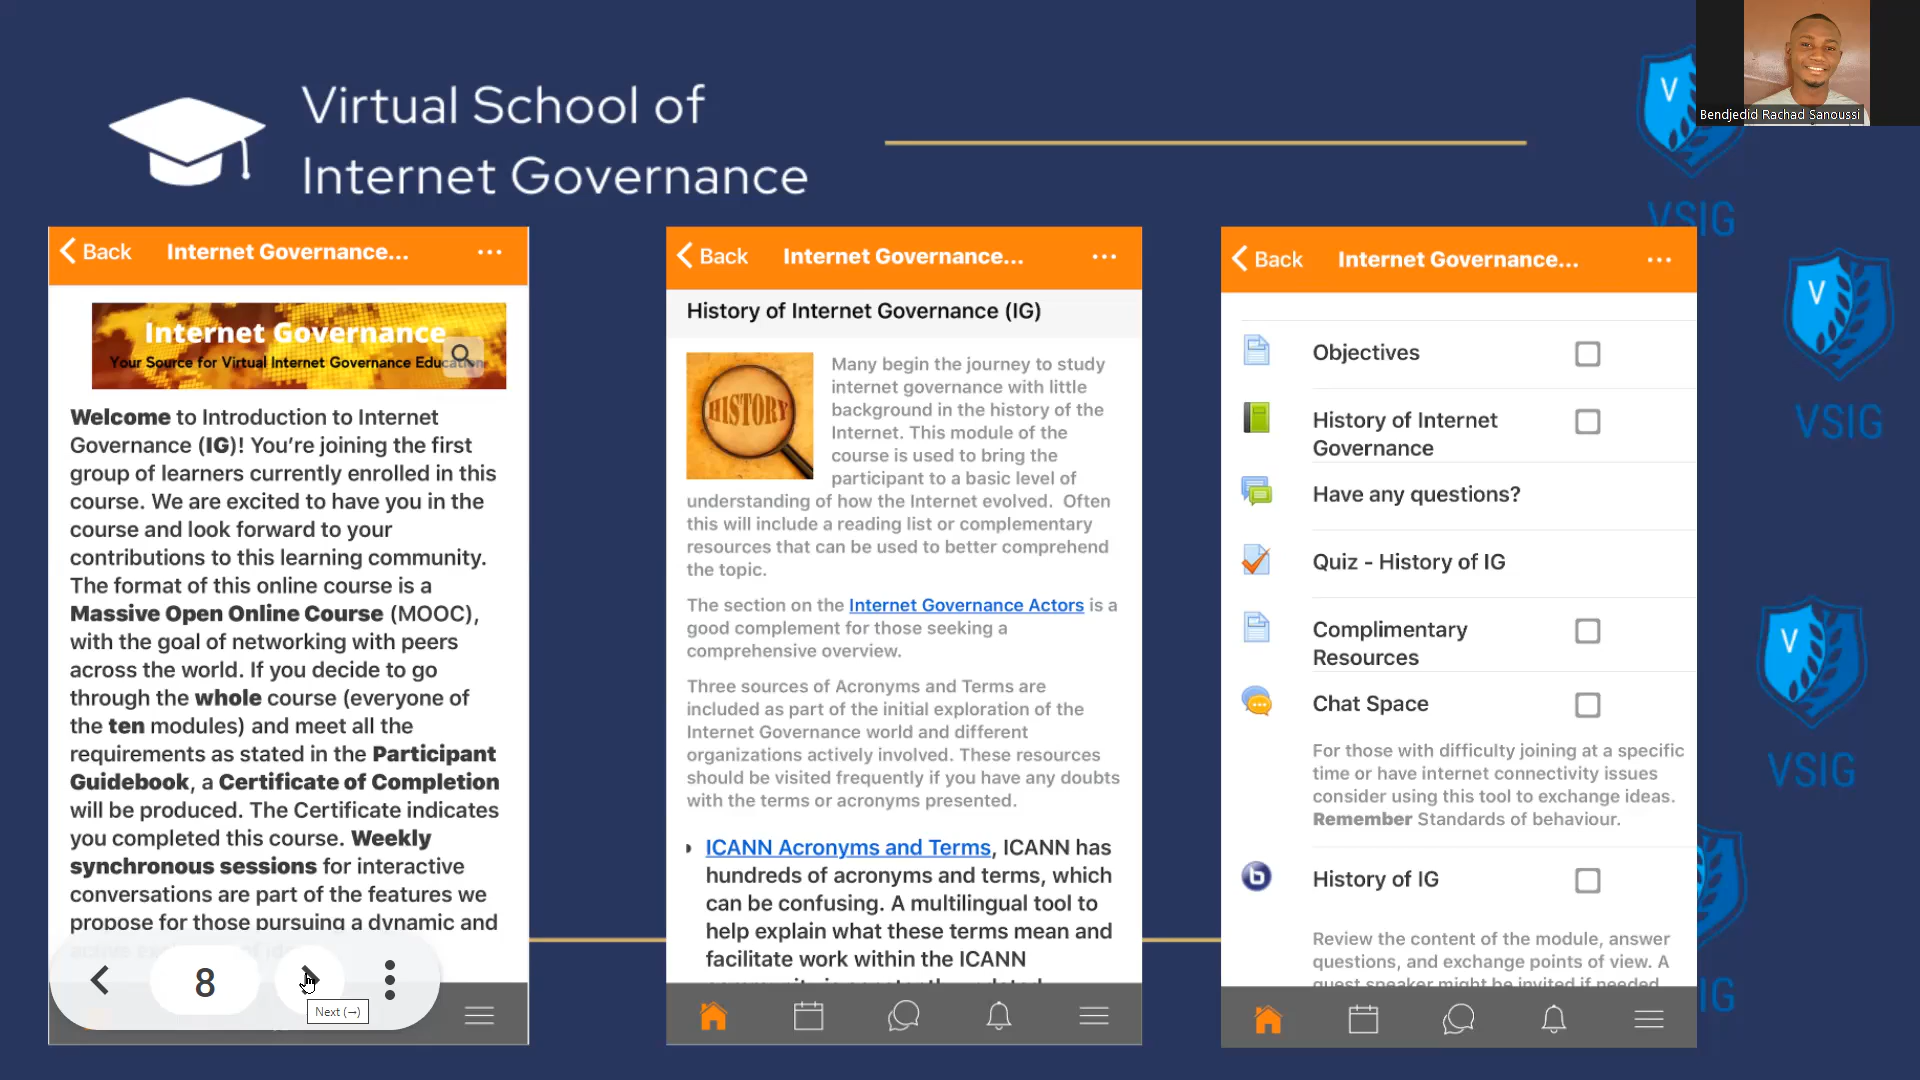 Virtual School of
Internet Governance
Bendjedid Rachad Sanoussi
V
VSIG
V
VSIG
V
VSIG
Back
Internet Governance...
Internet Governance
Your Source for Virtual Internet Governance Education
Welcome to Introduction to Internet
Governance (IG)! You're joining the first
group of learners currently enrolled in this
course. We are excited to have you in the
course and look forward to your
contributions to this learning community.
The format of this online course is a
Massive Open Online Course (MOOC),
with the goal of networking with peers
across the world. If you decide to go
through the whole course (everyone of
the ten modules) and meet all the
requirements as stated in the Participant
Guidebook, a Certificate of Completion
will be produced. The Certificate indicates
you completed this course. Weekly
synchronous sessions for interactive
conversations are part of the features we
propose for those pursuing a dynamic and
8
Next (→)
Back
Internet Governance...
History of Internet Governance (IG)
HISTORY
Many begin the journey to study
internet governance with little
background in the history of the
Internet. This module of the
course is used to bring the
participant to a basic level of
understanding of how the Internet evolved. Often
this will include a reading list or complementary
resources that can be used to better comprehend
the topic.
The section on the Internet Governance Actors is a
good complement for those seeking a
comprehensive overview.
Three sources of Acronyms and Terms are
included as part of the initial exploration of the
Internet Governance world and different
organizations actively involved. These resources
should be visited frequently if you have any doubts
with the terms or acronyms presented.
ICANN Acronyms and Terms, ICANN has
hundreds of acronyms and terms, which
can be confusing. A multilingual tool to
help explain what these terms mean and
facilitate work within the ICANN
Back
Internet Governance...
Objectives
History of Internet
Governance
Have any questions?
Quiz - History of IG
Complimentary
Resources
Chat Space
For those with difficulty joining at a specific
time or have internet connectivity issues
consider using this tool to exchange ideas.
Remember Standards of behaviour.
b
History of IG
Review the content of the module, answer
questions, and exchange points of view. A
guest speaker might be invited if needed
IG